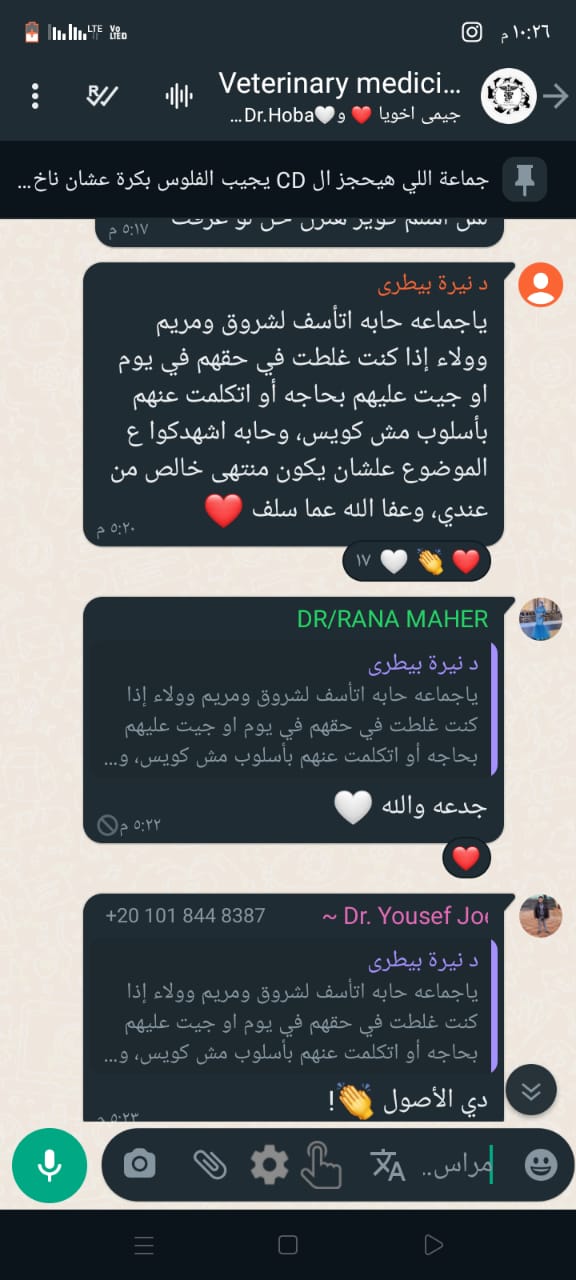 ١٠:٢٦ م
LTE Vo LTED
Veterinary medici...
جيمى اخويا ❤️ و🤍Dr.Hoba...
جماعة اللي هيحجز ال CD يجيب الفلوس بكرة عشان ناخ...
٥:١٧ م
د نيرة بيطرى
ياجماعه حابه اتأسف لشروق ومريم
وولاء إذا كنت غلطت في حقهم في يوم
او جيت عليهم بحاجه أو اتكلمت عنهم
بأسلوب مش كويس، وحابه اشهدكوا ع
الموضوع علشان يكون منتهى خالص من
عندي، وعفا الله عما سلف ❤️
٥:٢٠ م
❤️ 👏 🤍 ١٧
DR/RANA MAHER
د نيرة بيطرى
ياجماعه حابه اتأسف لشروق ومريم وولاء إذا
كنت غلطت في حقهم في يوم او جيت عليهم
بحاجه أو اتكلمت عنهم بأسلوب مش كويس، و...
جدعه والله 🤍
٥:٢٢ م
❤️
~ Dr. Yousef Joe +20 101 844 8387
د نيرة بيطرى
ياجماعه حابه اتأسف لشروق ومريم وولاء إذا
كنت غلطت في حقهم في يوم او جيت عليهم
بحاجه أو اتكلمت عنهم بأسلوب مش كويس، و...
دي الأصول 👏!
٥:٢٣ م
مراس..